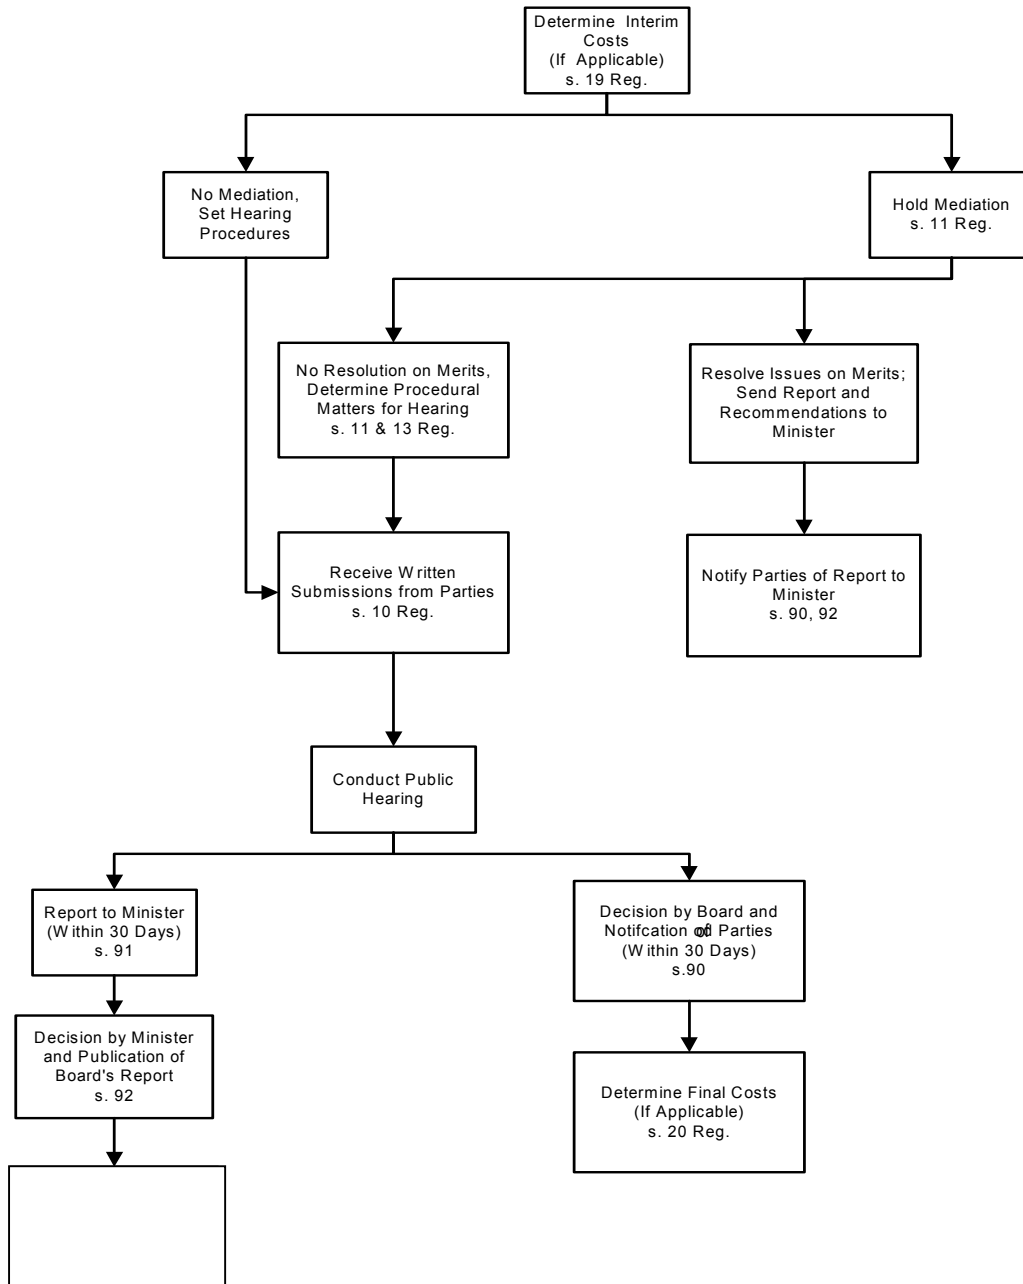 Determine Interim
Costs
(If Applicable)
s. 19 Reg.
No Mediation,
Set Hearing
Procedures
Hold Mediation
s. 11 Reg.
No Resolution on Merits,
Determine Procedural
Matters for Hearing
s. 11 & 13 Reg.
Resolve Issues on Merits;
Send Report and
Recommendations to
Minister
Receive Written
Submissions from Parties
s. 10 Reg.
Notify Parties of Report to
Minister
s. 90, 92
Conduct Public
Hearing
Report to Minister
(Within 30 Days)
s. 91
Decision by Board and
Notifcation of Parties
(Within 30 Days)
s.90
Decision by Minister
and Publication of
Board's Report
s. 92
Determine Final Costs
(If Applicable)
s. 20 Reg.